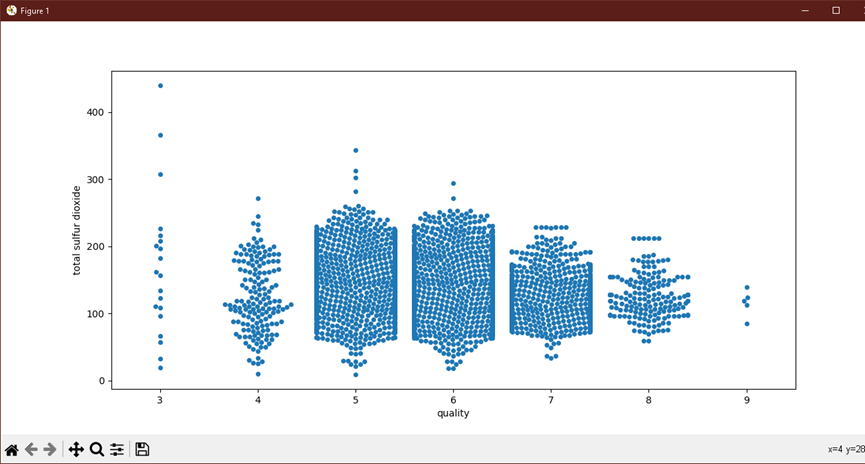 Figure 1
400
300
200
100
0
total sulfur dioxide
3 4 5 6 7 8 9
quality
x=4 y=28